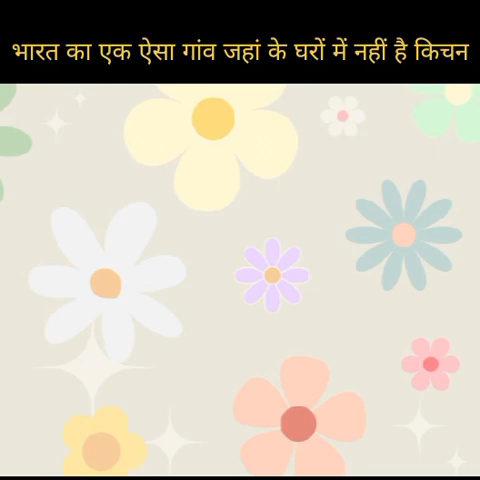 भारत का एक ऐसा गांव जहां के घरों में नहीं है किचन